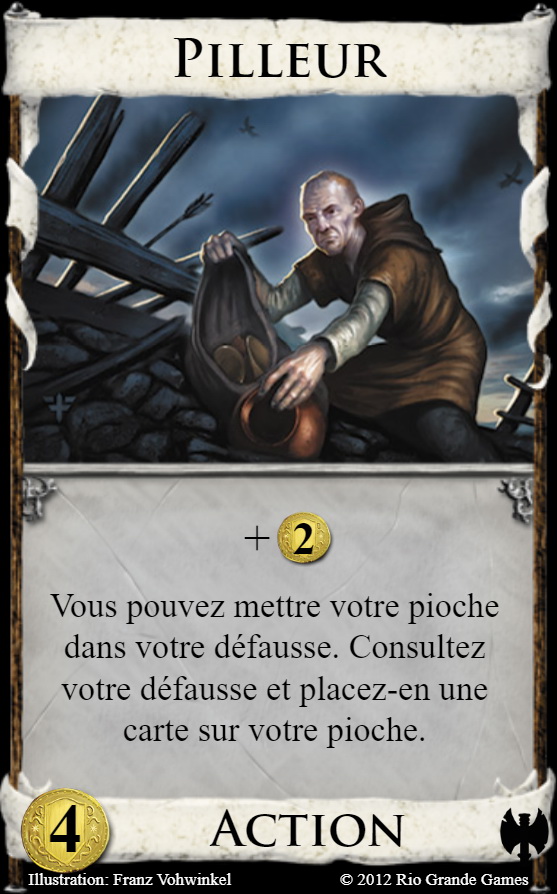 PILLEUR
+ 2
Vous pouvez mettre votre pioche
dans votre défausse. Consultez
votre défausse et placez-en une
carte sur votre pioche.
4
ACTION
Illustration: Franz Vohwinkel
© 2012 Rio Grande Games